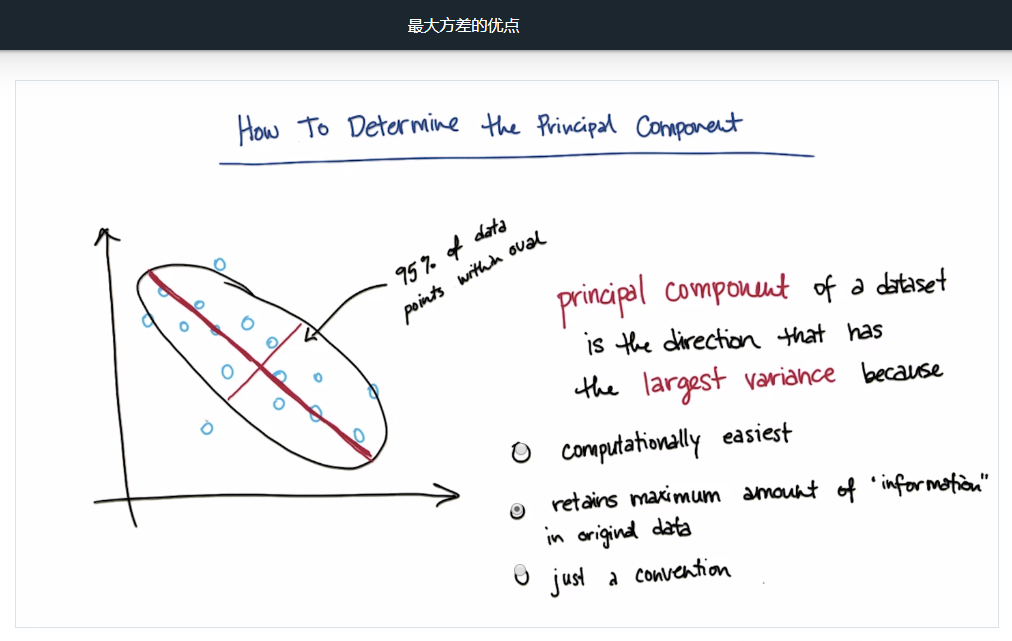 最大方差的优点
How To Determine the Principal Component
95% of data
points within oval
principal component of a dataset
is the direction that has
the largest variance because
computationally easiest
retains maximum amount of "information"
in original data
just a convention